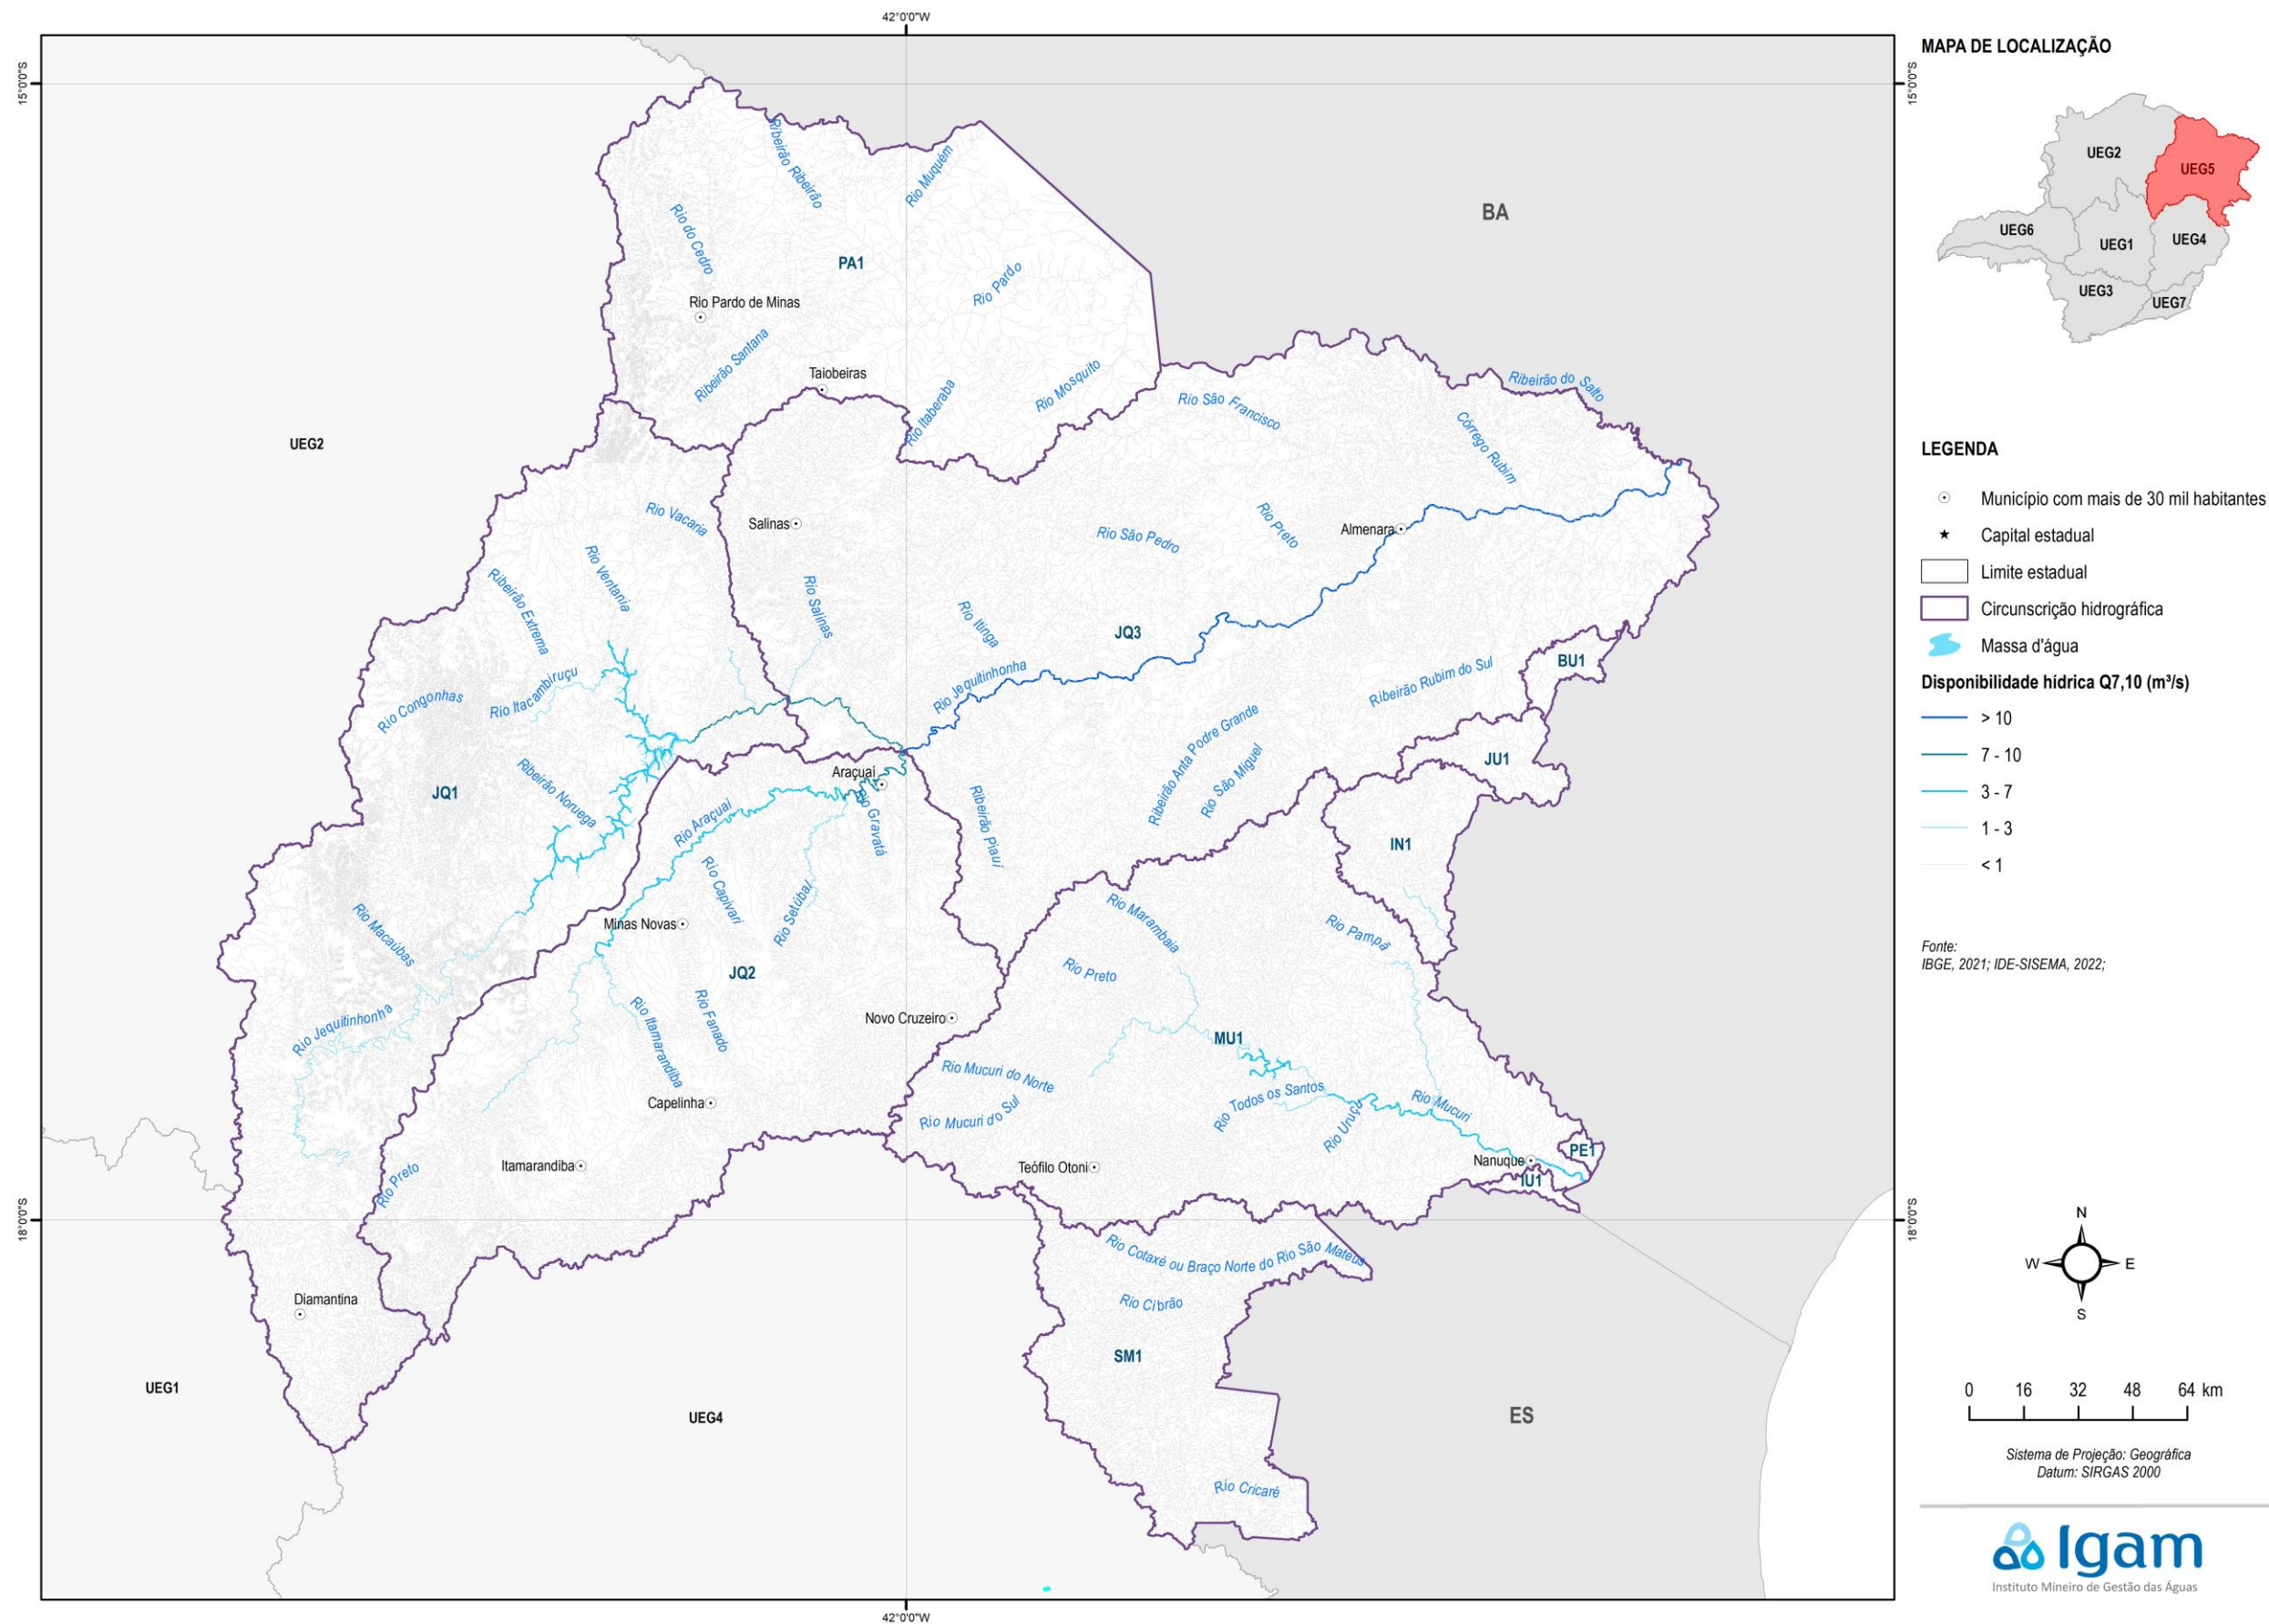 42°0'0"W
15°0'0"S
15°0'0"S
Ribeirão Ribeirão
Rio Muquém
BA
Rio do Cedro
PA1
Rio Pardo
Rio Pardo de Minas
Ribeirão Santana
Taiobeiras
Rio Itaberaba
Rio Mosquito
Rio São Francisco
Ribeirão do Salto
UEG2
Córrego Rubim
Rio Vacaria
Salinas
Rio São Pedro
Rio Preto
Almenara
Rio Ventania
Ribeirão Extrema
Rio Salinas
Rio Itinga
JQ3
BU1
Rio Jequitinhonha
Ribeirão Rubim do Sul
Rio Congonhas
Rio Itacambiruçu
Ribeirão Anta Podre Grande
Rio São Miguel
JU1
Araçuaí
JQ1
Ribeirão Noruega
Rio Araçuaí
Rio Gravatá
Ribeirão Piauí
IN1
Rio Capivari
Rio Setúbal
Minas Novas
Rio Marambaia
Rio Pampã
Rio Macaúbas
JQ2
Rio Preto
Rio Jequitinhonha
Rio Itamarandiba
Rio Fanado
Novo Cruzeiro
MU1
Rio Mucuri do Norte
Capelinha
Rio Mucuri do Sul
Rio Todos os Santos
Rio Uruçu
Rio Mucuri
PE1
Itamarandiba
Rio Preto
Teófilo Otoni
Nanuque
IU1
18°0'0"S
18°0'0"S
Rio Cotaxé ou Braço Norte do Rio São Mateus
Diamantina
Rio Cibrão
SM1
UEG1
UEG4
ES
Rio Cricaré
42°0'0"W
MAPA DE LOCALIZAÇÃO
UEG2
UEG5
UEG6
UEG1
UEG4
UEG3
UEG7
LEGENDA
Município com mais de 30 mil habitantes
Capital estadual
Limite estadual
Circunscrição hidrográfica
Massa d'água
Disponibilidade hídrica Q7,10 (m³/s)
> 10
7 - 10
3 - 7
1 - 3
< 1
Fonte:
IBGE, 2021; IDE-SISEMA, 2022;
N
W E
S
0 16 32 48 64 km
Sistema de Projeção: Geográfica
Datum: SIRGAS 2000
Igam
Instituto Mineiro de Gestão das Águas